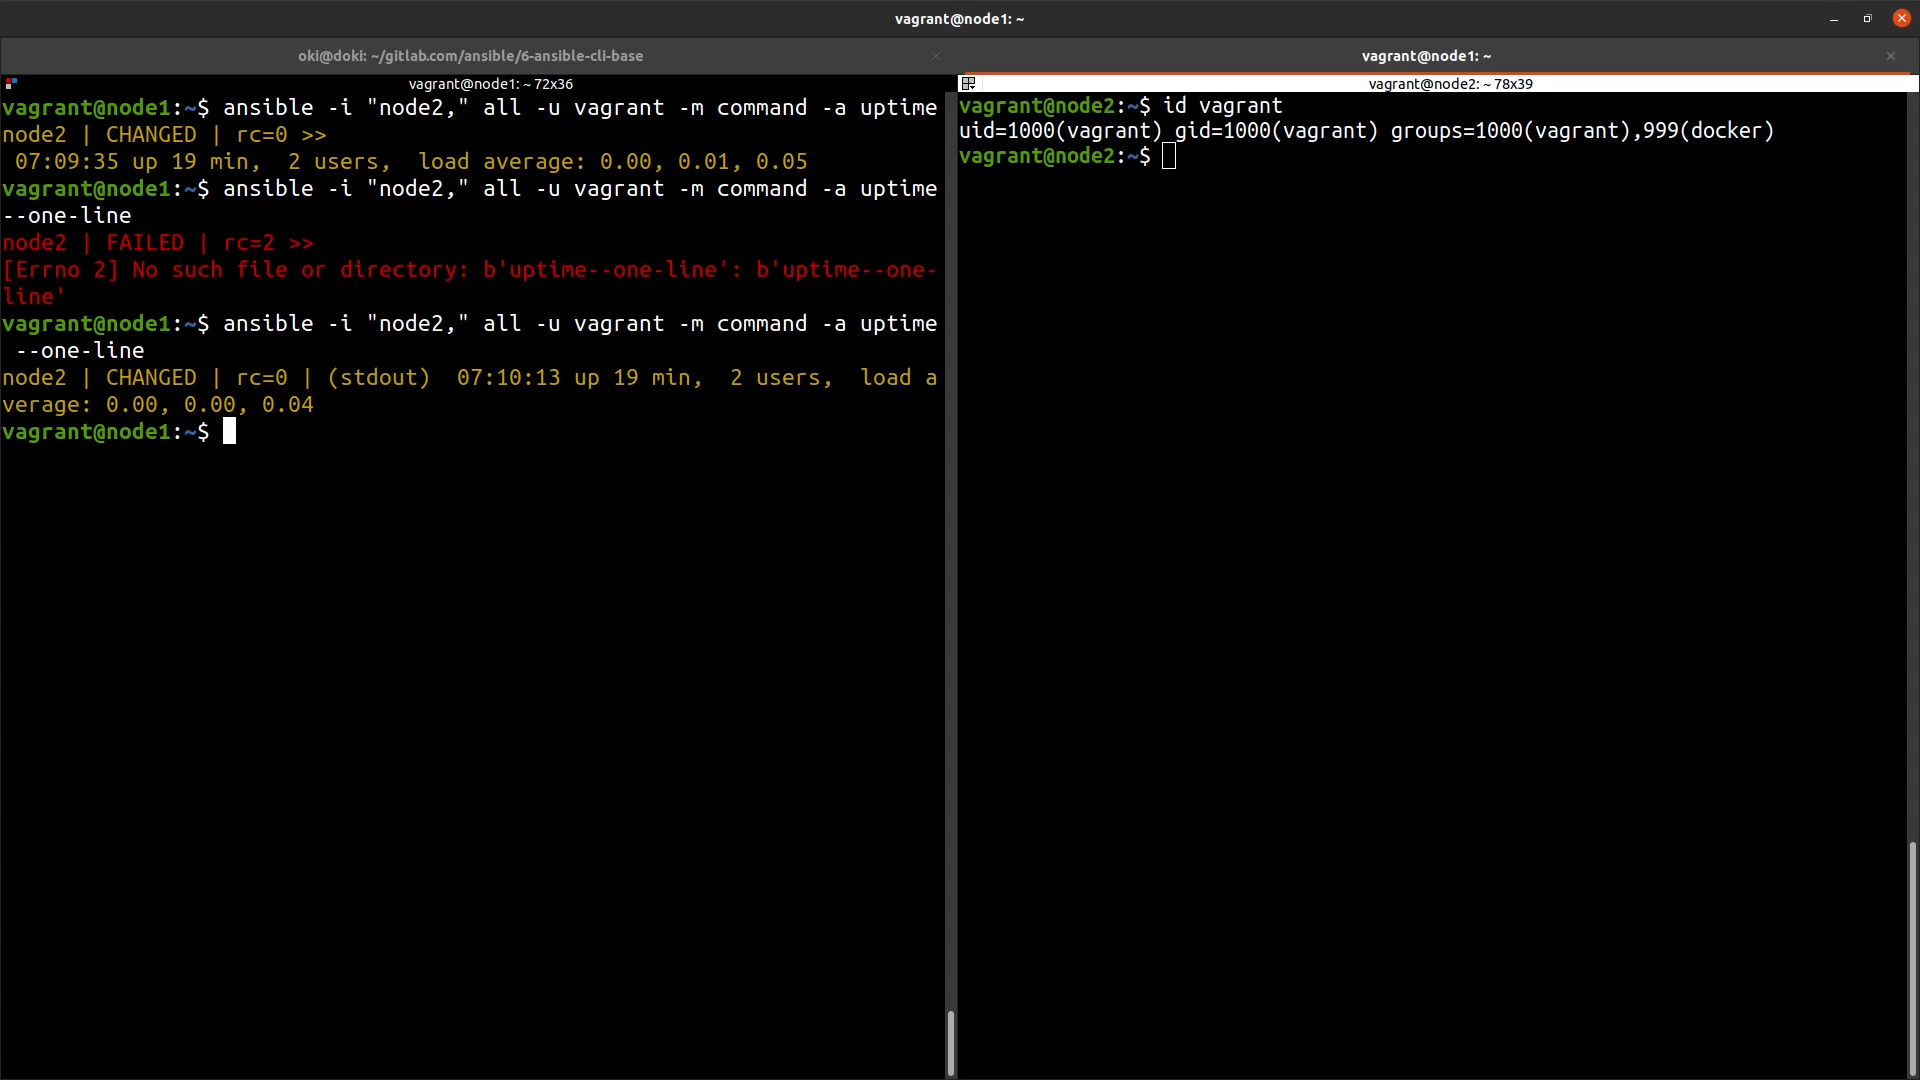 vagrant@node1: ~
oki@doki: ~/gitlab.com/ansible/6-ansible-cli-base
vagrant@node1: ~
vagrant@node1: ~ 72x36
vagrant@node1:~$ ansible -i "node2," all -u vagrant -m command -a uptime
node2 | CHANGED | rc=0 >>
 07:09:35 up 19 min,  2 users,  load average: 0.00, 0.01, 0.05
vagrant@node1:~$ ansible -i "node2," all -u vagrant -m command -a uptime
--one-line
node2 | FAILED | rc=2 >>
[Errno 2] No such file or directory: b'uptime--one-line': b'uptime--one-
line'
vagrant@node1:~$ ansible -i "node2," all -u vagrant -m command -a uptime
 --one-line
node2 | CHANGED | rc=0 | (stdout)  07:10:13 up 19 min,  2 users,  load a
verage: 0.00, 0.00, 0.04
vagrant@node1:~$
vagrant@node2: ~ 78x39
vagrant@node2:~$ id vagrant
uid=1000(vagrant) gid=1000(vagrant) groups=1000(vagrant),999(docker)
vagrant@node2:~$